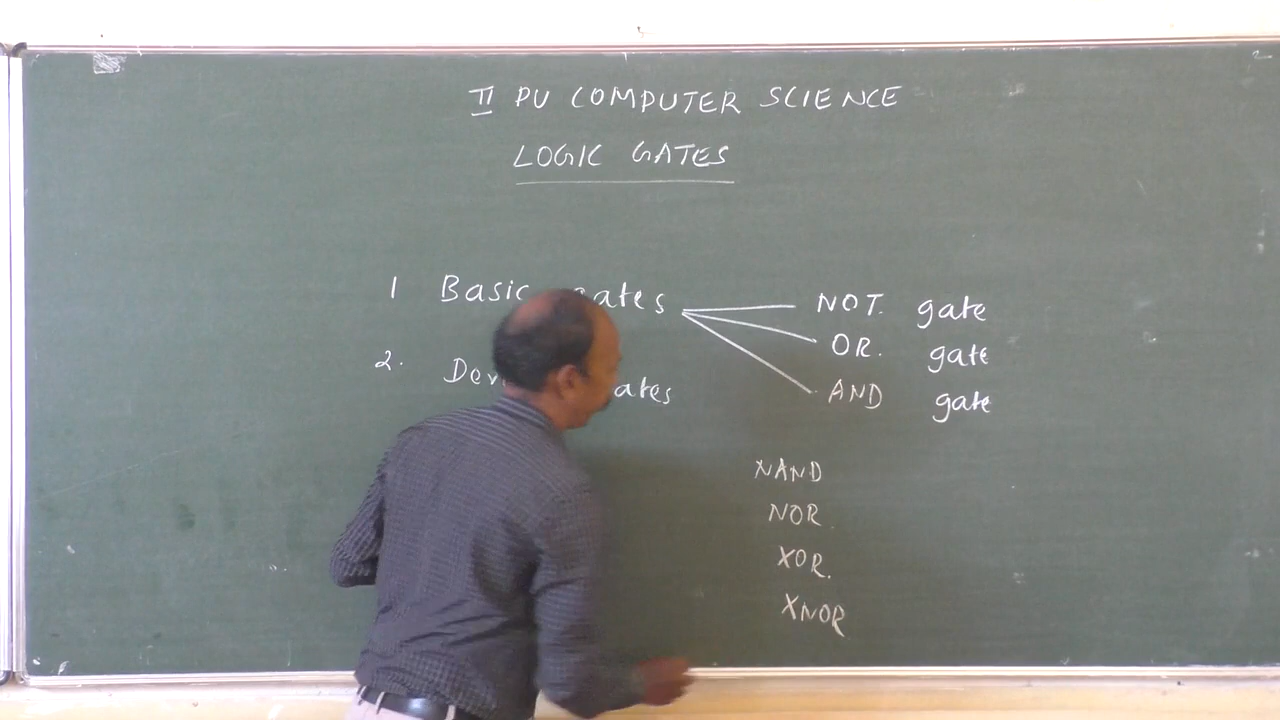 II PU COMPUTER SCIENCE
LOGIC GATES
1 Basic gates NOT. gate
OR. gate
2. AND gate
NAND
NOR.
XOR.
XNOR